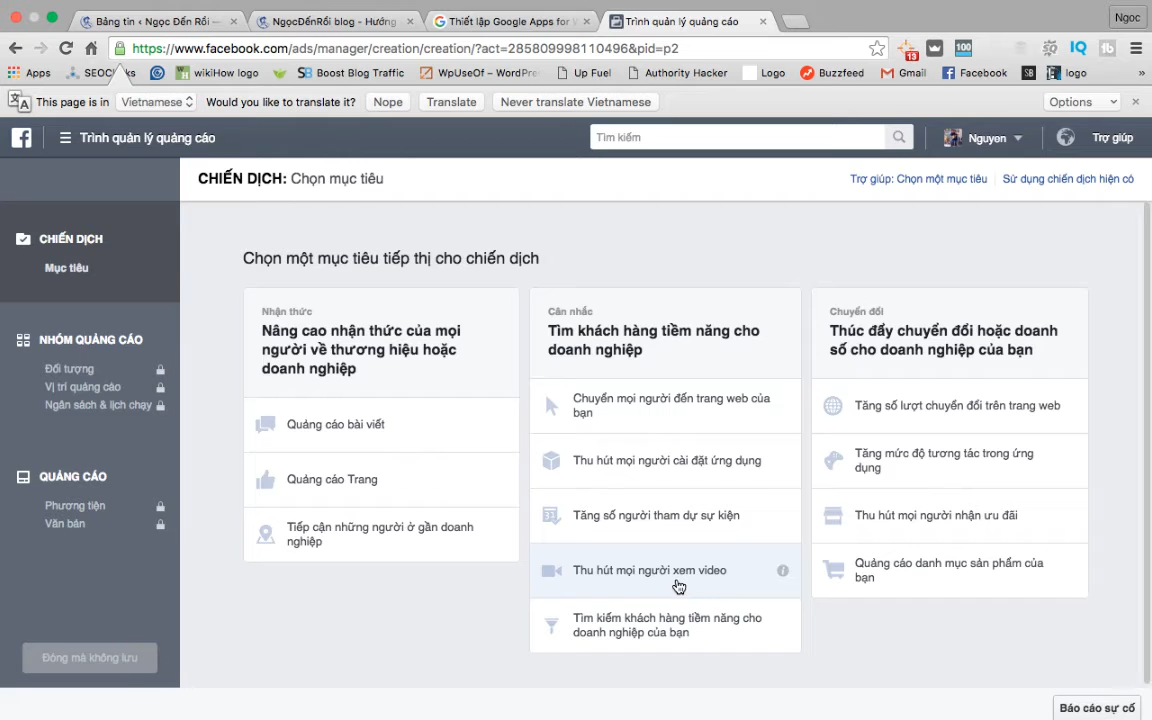 Bảng tin ‹ Ngọc Đến Rồi —
NgọcĐếnRồi blog - Hướng
Thiết lập Google Apps for
Trình quản lý quảng cáo
Ngoc
https://www.facebook.com/ads/manager/creation/creation/?act=285809998110496&pid=p2
13
100
IQ
Apps
wikiHow logo
SB Boost Blog Traffic
WpUseOf – WordPre
Up Fuel
Authority Hacker
Logo
Buzzfeed
Gmail
Facebook
SB
logo
»
This page is in
Vietnamese
Would you like to translate it?
Nope
Translate
Never translate Vietnamese
Options
Trình quản lý quảng cáo
Tìm kiếm
Nguyen
Trợ giúp
CHIẾN DỊCH: Chọn mục tiêu
Trợ giúp: Chọn một mục tiêu
Sử dụng chiến dịch hiện có
CHIẾN DỊCH
Mục tiêu
NHÓM QUẢNG CÁO
Đối tượng
Vị trí quảng cáo
Ngân sách & lịch chạy
QUẢNG CÁO
Phương tiện
Văn bản
Đóng mà không lưu
Chọn một mục tiêu tiếp thị cho chiến dịch
Nhận thức
Nâng cao nhận thức của mọi
người về thương hiệu hoặc
doanh nghiệp
Quảng cáo bài viết
Quảng cáo Trang
Tiếp cận những người ở gần doanh
nghiệp
Cân nhắc
Tìm khách hàng tiềm năng cho
doanh nghiệp
Chuyển mọi người đến trang web của
bạn
Thu hút mọi người cài đặt ứng dụng
Tăng số người tham dự sự kiện
Thu hút mọi người xem video
Tìm kiếm khách hàng tiềm năng cho
doanh nghiệp của bạn
Chuyển đổi
Thúc đẩy chuyển đổi hoặc doanh
số cho doanh nghiệp của bạn
Tăng số lượt chuyển đổi trên trang web
Tăng mức độ tương tác trong ứng
dụng
Thu hút mọi người nhận ưu đãi
Quảng cáo danh mục sản phẩm của
bạn
Báo cáo sự cố